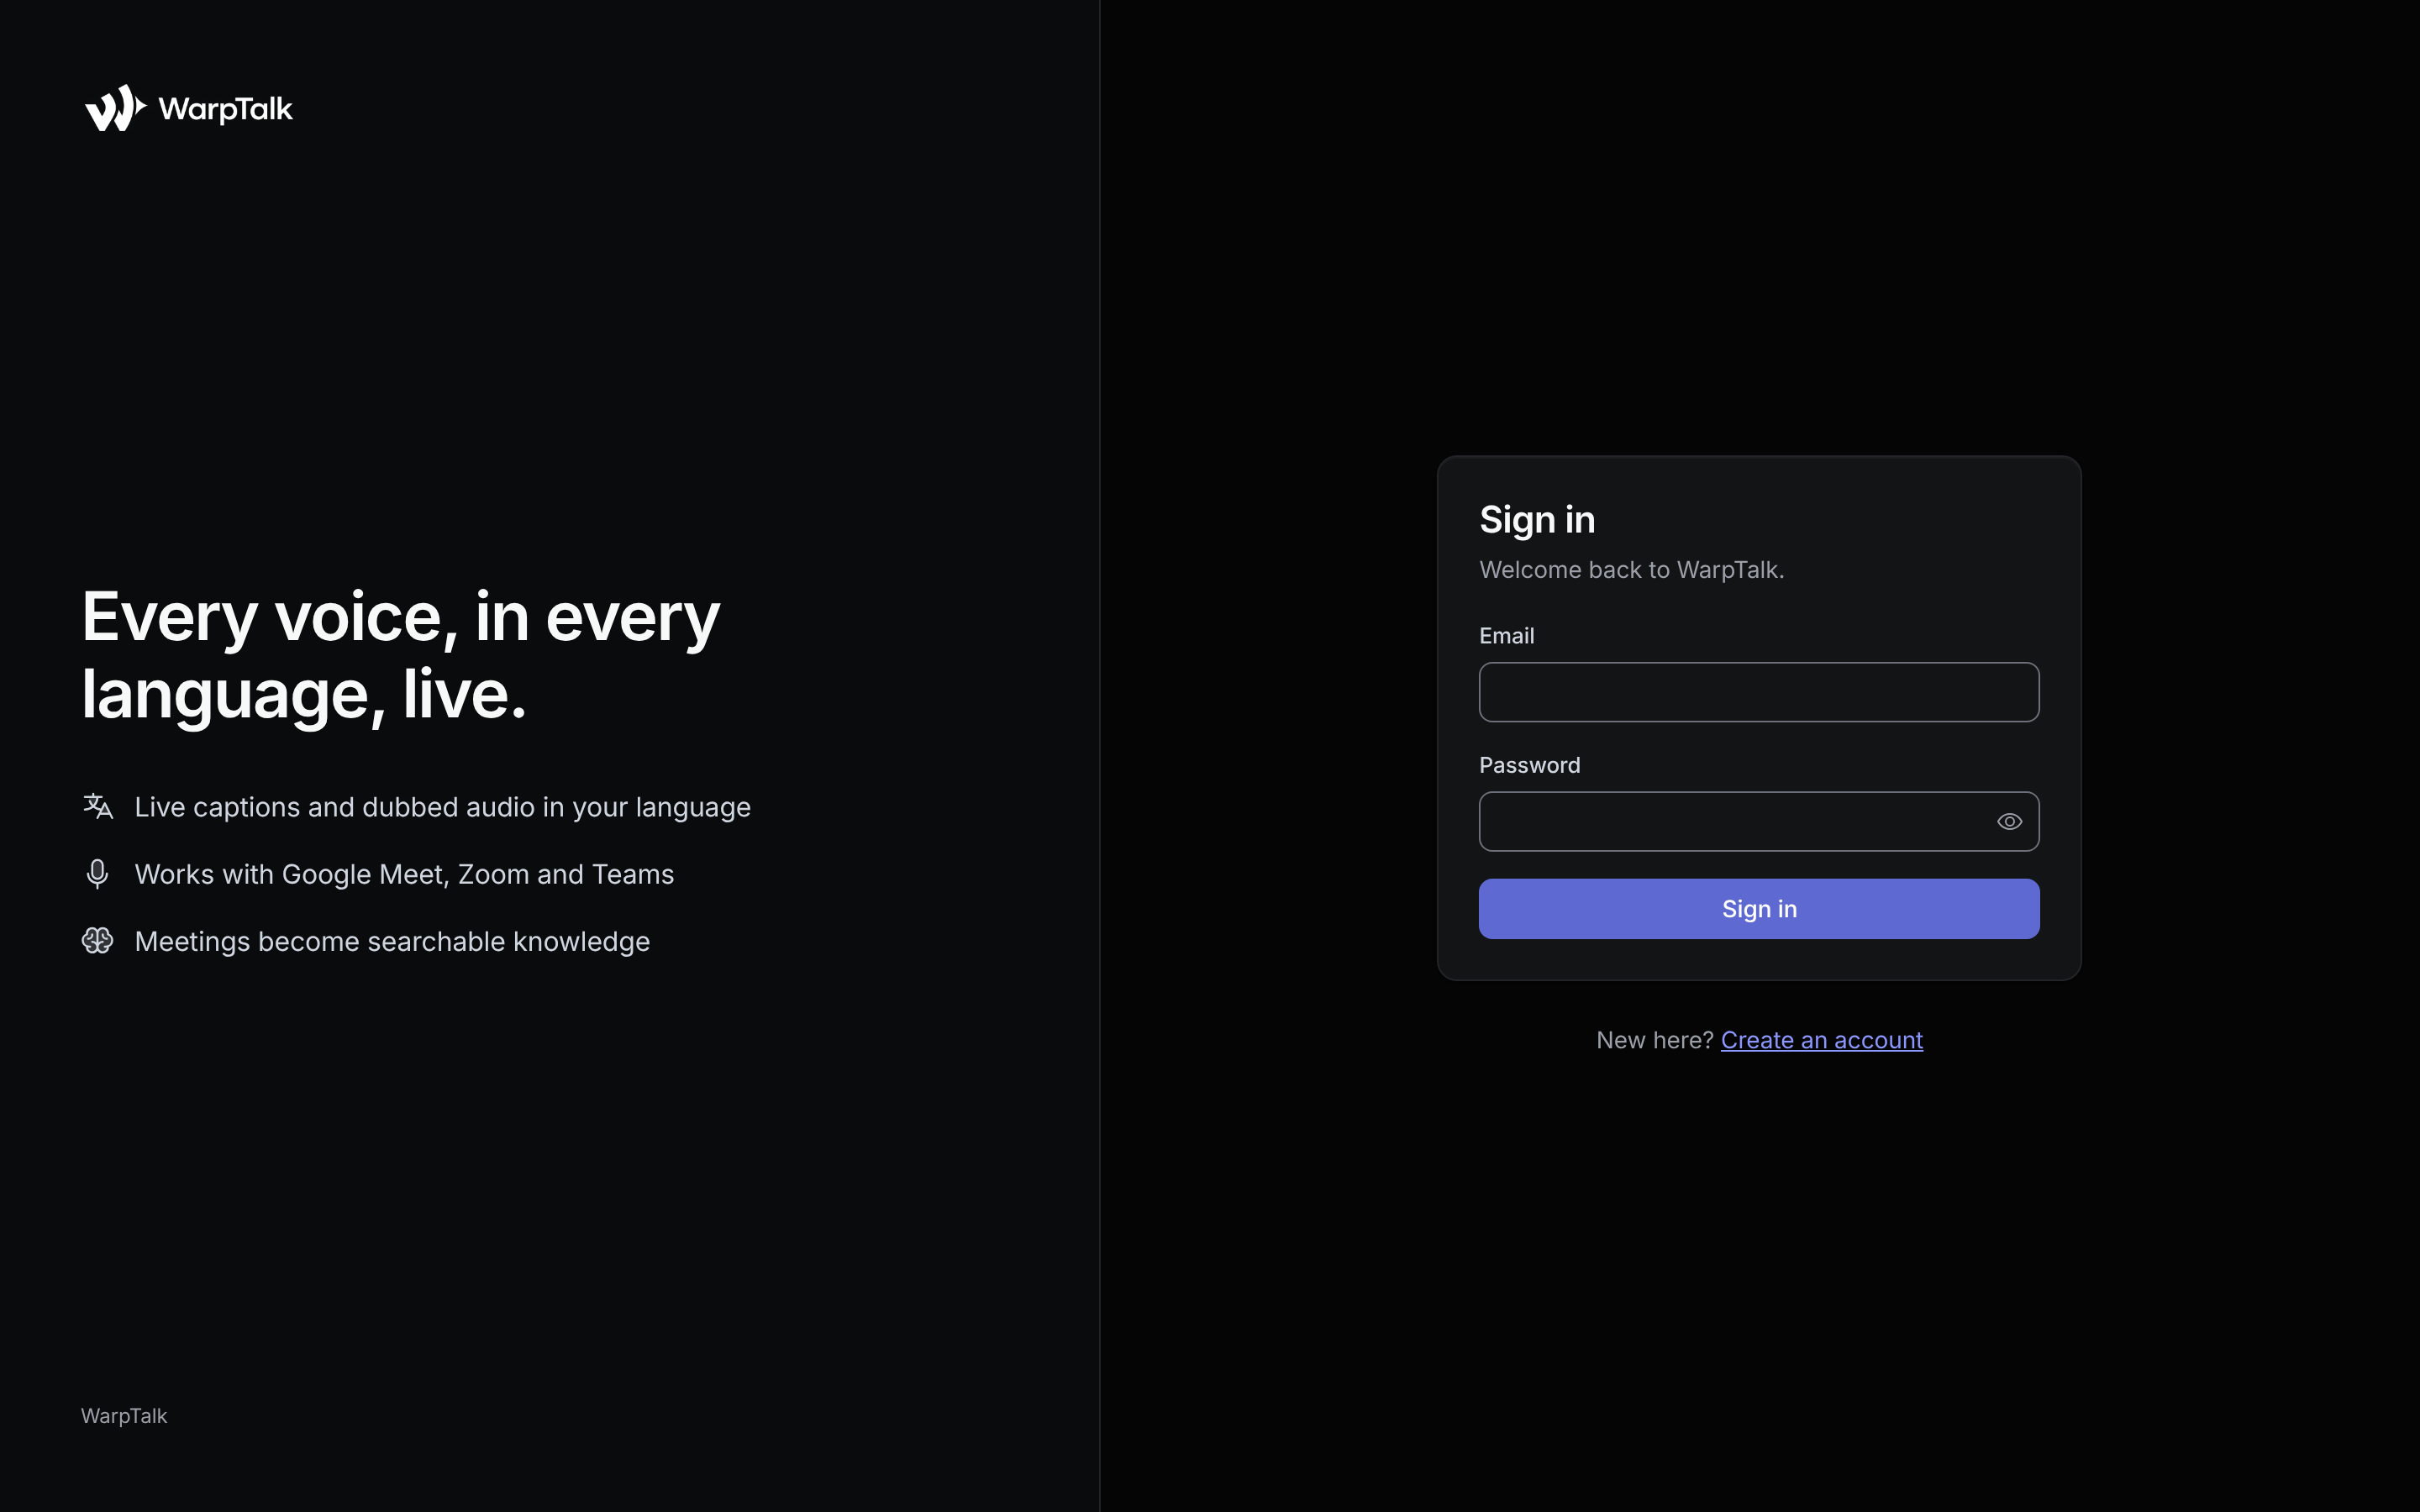 WarpTalk
Every voice, in every
language, live.
Live captions and dubbed audio in your language
Works with Google Meet, Zoom and Teams
Meetings become searchable knowledge
WarpTalk
Sign in
Welcome back to WarpTalk.
Email
Password
Sign in
New here? Create an account